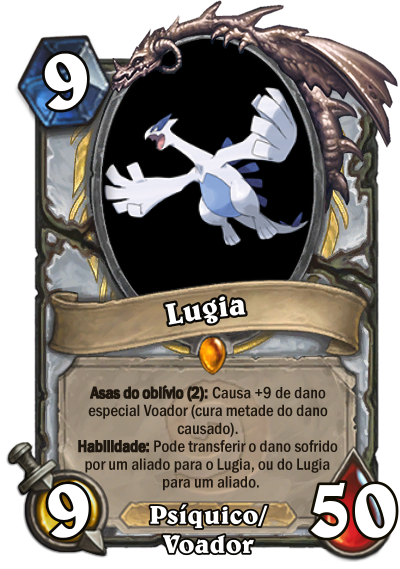 9
Lugia
Asas do oblívio (2): Causa +9 de dano
especial Voador (cura metade do dano
causado).
Habilidade: Pode transferir o dano sofrido
por um aliado para o Lugia, ou do Lugia
para um aliado.
9
Psíquico/
Voador
50